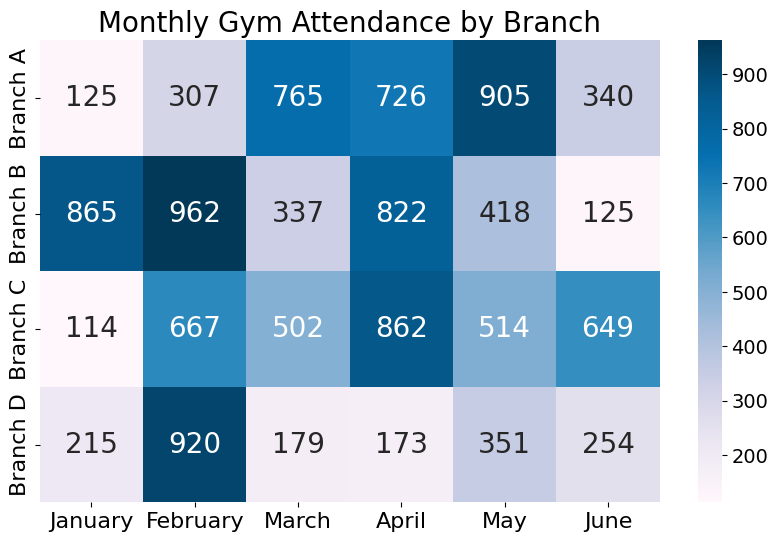 Monthly Gym Attendance by Branch
Branch A 125 307 765 726 905 340
Branch B 865 962 337 822 418 125
Branch C 114 667 502 862 514 649
Branch D 215 920 179 173 351 254
January February March April May June
900
800
700
600
500
400
300
200